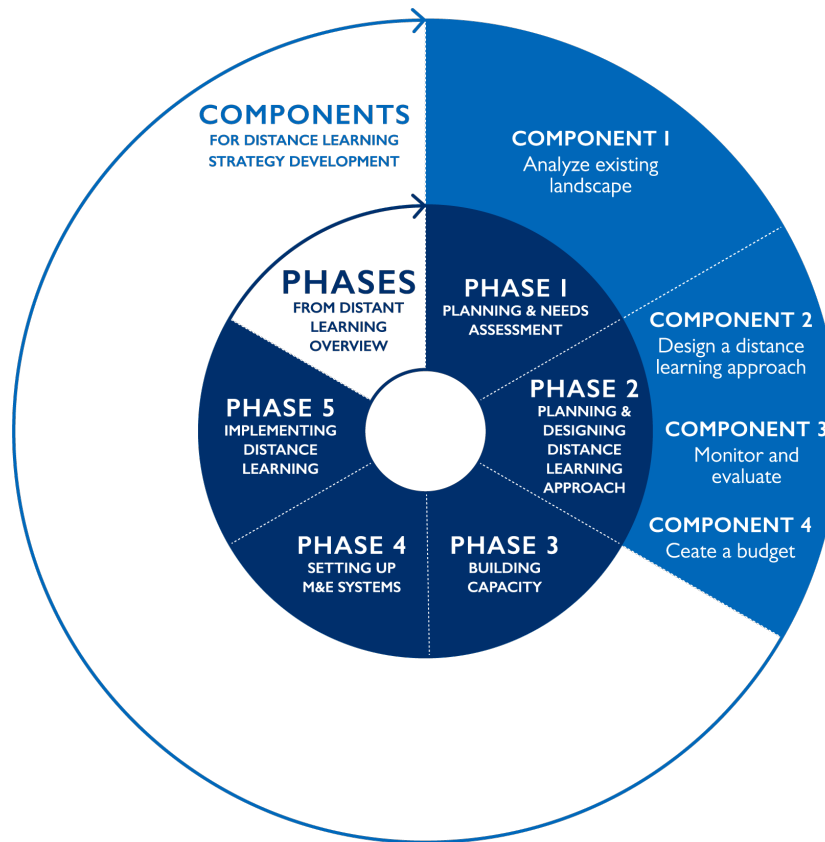 COMPONENTS
FOR DISTANCE LEARNING
STRATEGY DEVELOPMENT
COMPONENT 1
Analyze existing
landscape
COMPONENT 2
Design a distance
learning approach
COMPONENT 3
Monitor and
evaluate
COMPONENT 4
Ceate a budget
PHASES
FROM DISTANT
LEARNING
OVERVIEW
PHASE 1
PLANNING & NEEDS
ASSESSMENT
PHASE 2
PLANNING &
DESIGNING
DISTANCE
LEARNING
APPROACH
PHASE 3
BUILDING
CAPACITY
PHASE 4
SETTING UP
M&E SYSTEMS
PHASE 5
IMPLEMENTING
DISTANCE
LEARNING